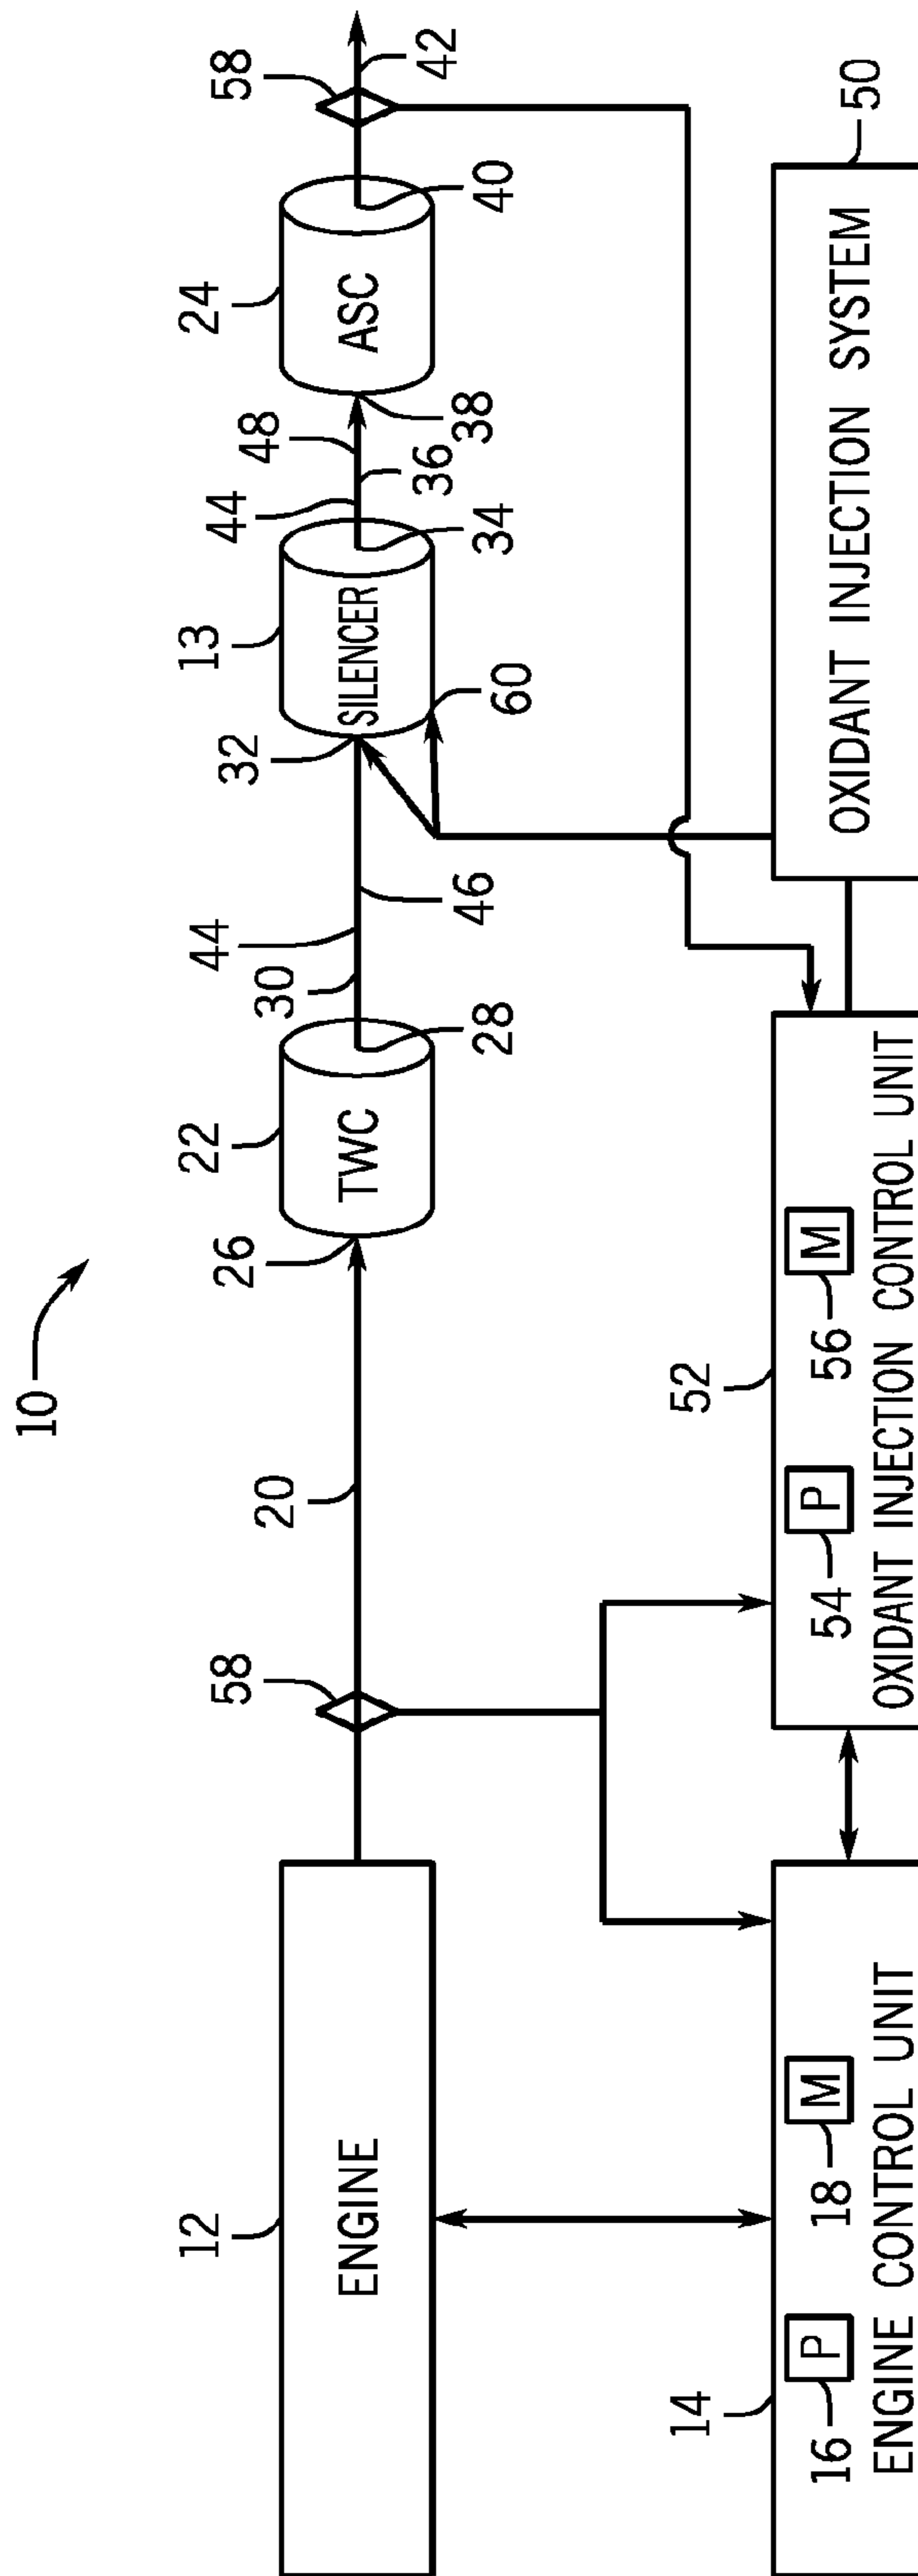 10
12
58
20
26
22
30
44
32
13
44
48
24
58
ENGINE
TWC
SILENCER
ASC
28
46
60
34
36
38
40
42
14
52
50
16
P
18
M
ENGINE CONTROL UNIT
54
P
56
M
OXIDANT INJECTION CONTROL UNIT
OXIDANT INJECTION SYSTEM